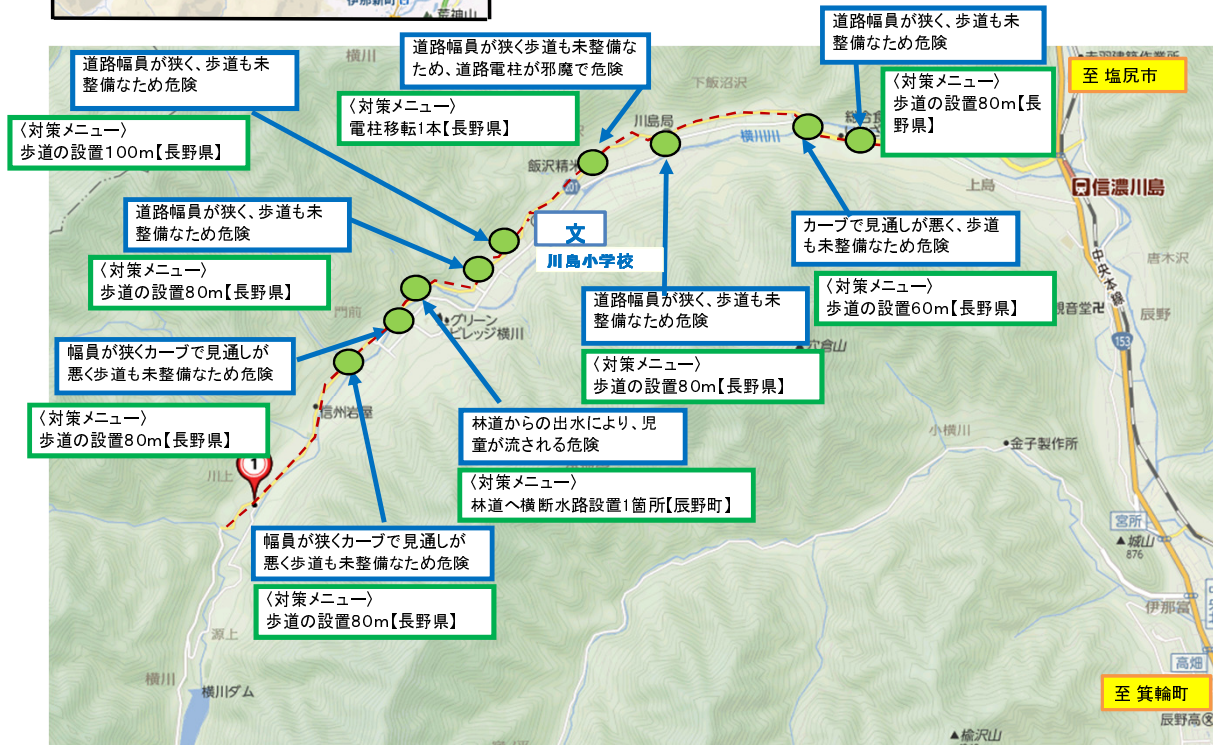 伊那新町
荒神山
道路幅員が狭く、歩道も未
整備なため危険
〈対策メニュー〉
歩道の設置100m【長野県】
横川
道路幅員が狭く歩道も未整備な
ため、道路電柱が邪魔で危険
〈対策メニュー〉
電柱移転1本【長野県】
道路幅員が狭く、歩道も未
整備なため危険
〈対策メニュー〉
歩道の設置80m【長
野県】
至 塩尻市
下飯沼沢
川島局
横川川
飯沢精米
上島
信濃川島
道路幅員が狭く、歩道も未
整備なため危険
〈対策メニュー〉
歩道の設置80m【長野県】
文
川島小学校
カーブで見通しが悪く、歩道
も未整備なため危険
〈対策メニュー〉
歩道の設置60m【長野県】
中央本線
唐木沢
観音堂卍
辰野
153
門前
グリーン
ビレッジ横川
道路幅員が狭く、歩道も未
整備なため危険
〈対策メニュー〉
歩道の設置80m【長野県】
穴倉山
幅員が狭くカーブで見通しが
悪く歩道も未整備なため危険
〈対策メニュー〉
歩道の設置80m【長野県】
信州岩屋
川上
1
林道からの出水により、児
童が流される危険
〈対策メニュー〉
林道へ横断水路設置1箇所【辰野町】
小横川
金子製作所
宮所
城山
876
幅員が狭くカーブで見通しが
悪く歩道も未整備なため危険
〈対策メニュー〉
歩道の設置80m【長野県】
源上
横川
横川ダム
伊那富
高畑
至 箕輪町
辰野高
楡沢山